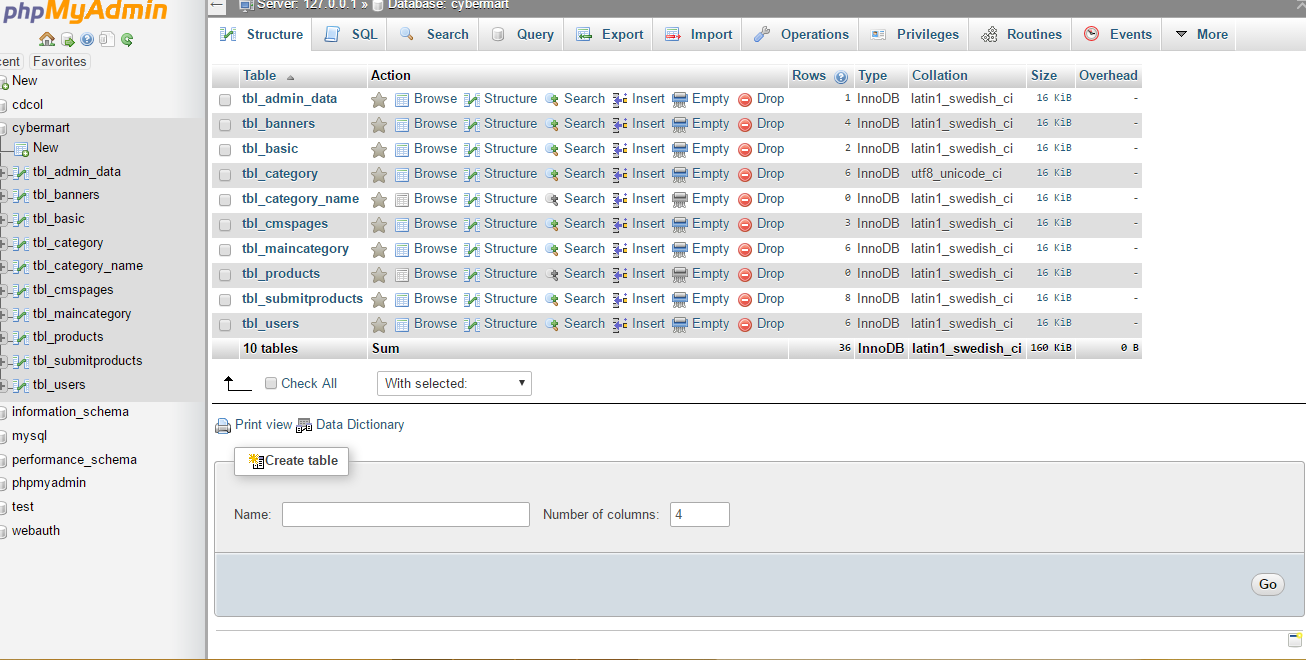 phpMyAdmin
cent Favorites
New
cdcol
cybermart
New
tbl_admin_data
tbl_banners
tbl_basic
tbl_category
tbl_category_name
tbl_cmspages
tbl_maincategory
tbl_products
tbl_submitproducts
tbl_users
information_schema
mysql
performance_schema
phpmyadmin
test
webauth
Server: 127.0.0.1 » Database: cybermart
Structure SQL Search Query Export Import Operations Privileges Routines Events More
Table Action Rows Type Collation Size Overhead
tbl_admin_data Browse Structure Search Insert Empty Drop 1 InnoDB latin1_swedish_ci 16 KiB -
tbl_banners Browse Structure Search Insert Empty Drop 4 InnoDB latin1_swedish_ci 16 KiB -
tbl_basic Browse Structure Search Insert Empty Drop 2 InnoDB latin1_swedish_ci 16 KiB -
tbl_category Browse Structure Search Insert Empty Drop 6 InnoDB utf8_unicode_ci 16 KiB -
tbl_category_name Browse Structure Search Insert Empty Drop 0 InnoDB latin1_swedish_ci 16 KiB -
tbl_cmspages Browse Structure Search Insert Empty Drop 3 InnoDB latin1_swedish_ci 16 KiB -
tbl_maincategory Browse Structure Search Insert Empty Drop 6 InnoDB latin1_swedish_ci 16 KiB -
tbl_products Browse Structure Search Insert Empty Drop 0 InnoDB latin1_swedish_ci 16 KiB -
tbl_submitproducts Browse Structure Search Insert Empty Drop 8 InnoDB latin1_swedish_ci 16 KiB -
tbl_users Browse Structure Search Insert Empty Drop 6 InnoDB latin1_swedish_ci 16 KiB -
10 tables Sum 36 InnoDB latin1_swedish_ci 160 KiB 0 B
Check All With selected:
Print view Data Dictionary
Create table
Name: Number of columns: 4
Go